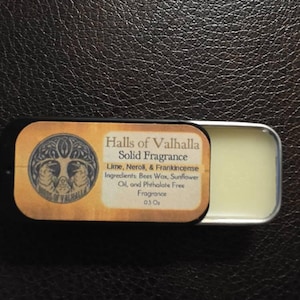 Halls of Valhalla
Solid Fragrance
Lime, Neroli, & Frankincense
Ingredients: Bees Wax, Sunflower
Oil, and Phthalate Free
Fragrance
0.5 Oz